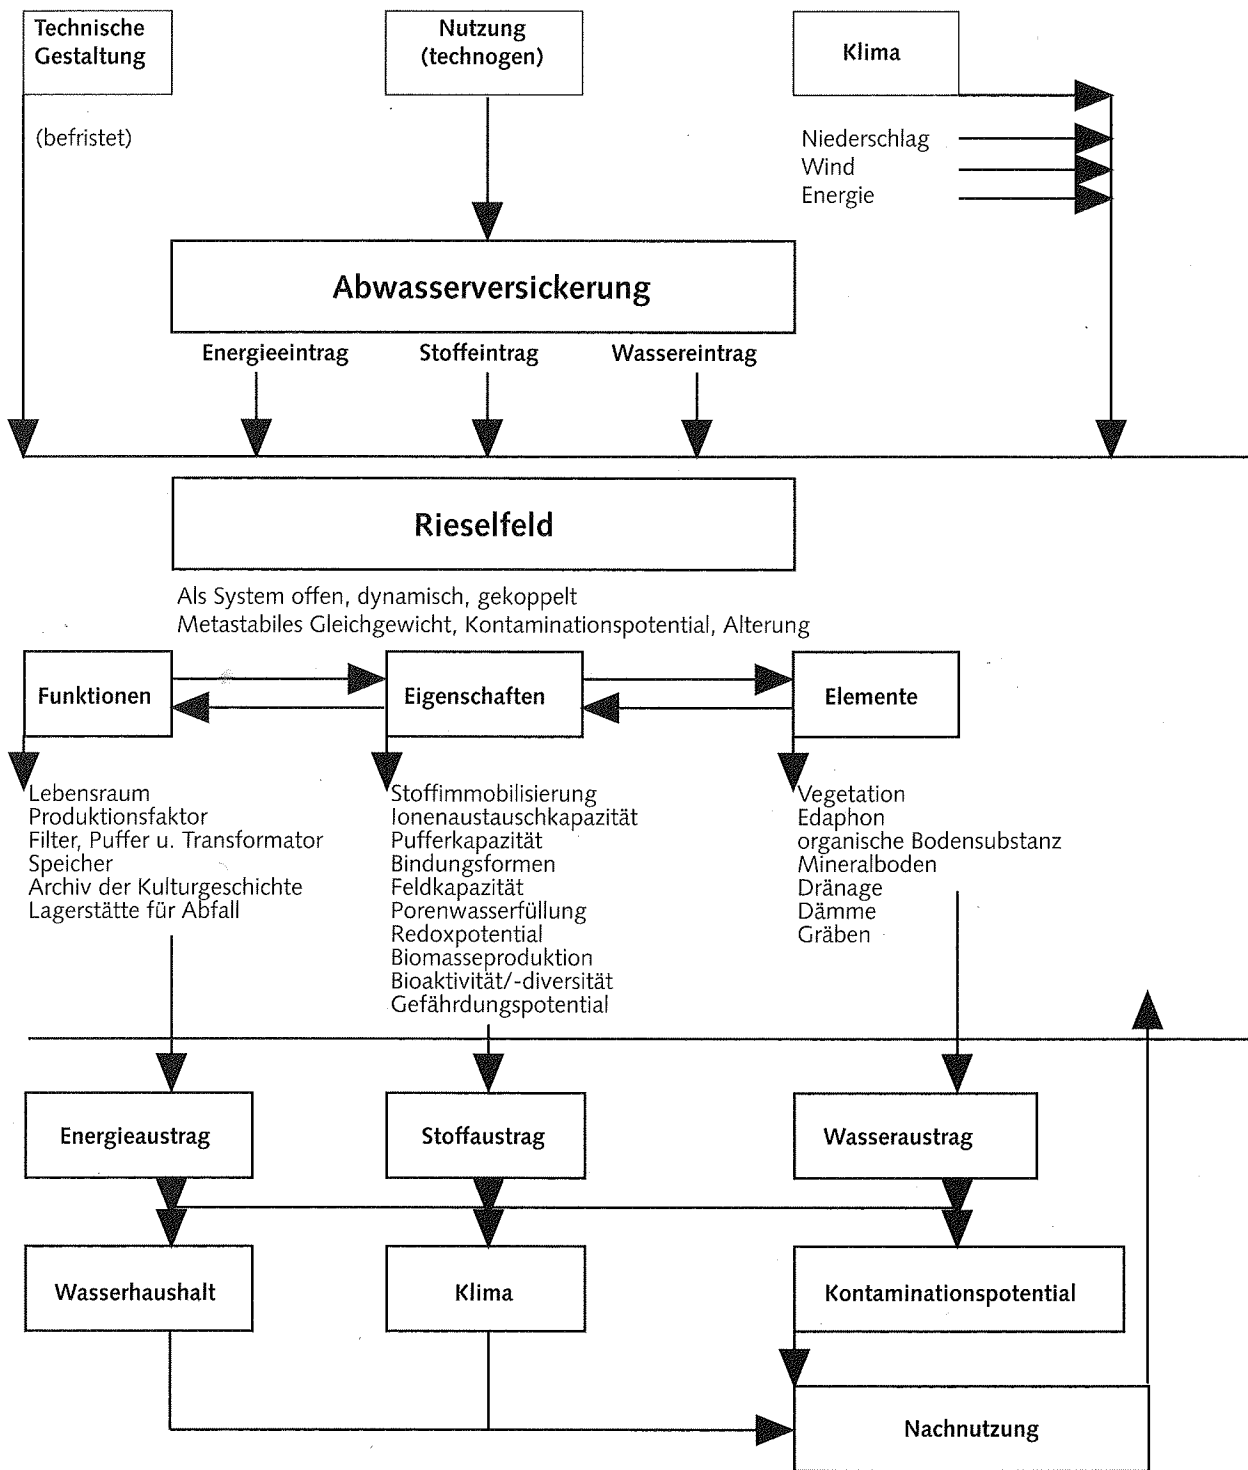 Technische
Gestaltung
Nutzung
(technogen)
Klima
(befristet)
Niederschlag
Wind
Energie
Abwasserversickerung
Energieeintrag
Stoffeintrag
Wassereintrag
Rieselfeld
Als System offen, dynamisch, gekoppelt
Metastabiles Gleichgewicht, Kontaminationspotential, Alterung
Funktionen
Eigenschaften
Elemente
Lebensraum
Produktionsfaktor
Filter, Puffer u. Transformator
Speicher
Archiv der Kulturgeschichte
Lagerstätte für Abfall
Stoffimmobilisierung
Ionenaustauschkapazität
Pufferkapazität
Bindungsformen
Feldkapazität
Porenwasserfüllung
Redoxpotential
Biomasseproduktion
Bioaktivität/-diversität
Gefährdungspotential
Vegetation
Edaphon
organische Bodensubstanz
Mineralboden
Dränage
Dämme
Gräben
Energieaustrag
Stoffaustrag
Wasseraustrag
Wasserhaushalt
Klima
Kontaminationspotential
Nachnutzung